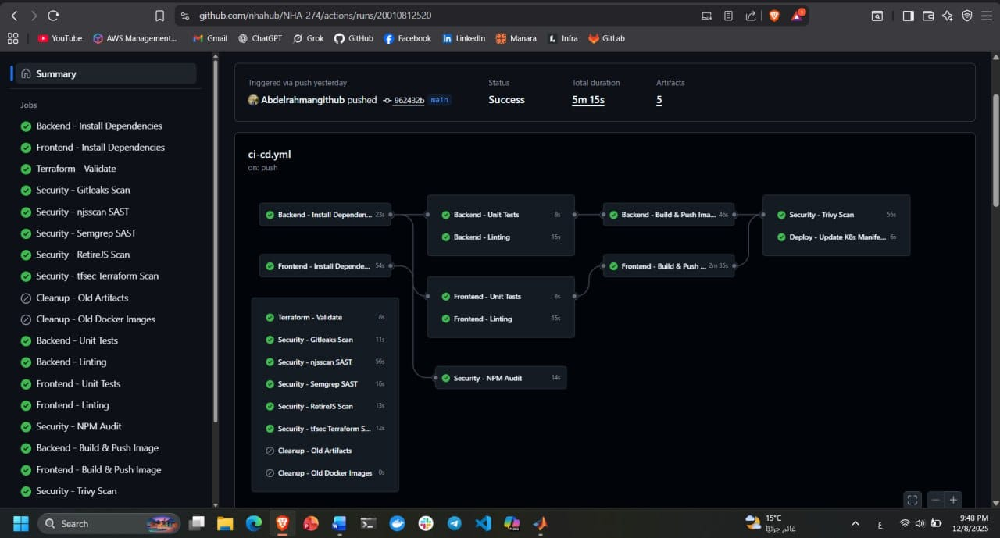 github.com/nhahub/NHA-274/actions/runs/20010812520
YouTube AWS Management... Gmail ChatGPT Grok GitHub Facebook LinkedIn Manara Infra GitLab
Summary
Jobs
Backend - Install Dependencies
Frontend - Install Dependencies
Terraform - Validate
Security - Gitleaks Scan
Security - njsscan SAST
Security - Semgrep SAST
Security - RetireJS Scan
Security - tfsec Terraform Scan
Cleanup - Old Artifacts
Cleanup - Old Docker Images
Backend - Unit Tests
Backend - Linting
Frontend - Unit Tests
Frontend - Linting
Security - NPM Audit
Backend - Build & Push Image
Frontend - Build & Push Image
Security - Trivy Scan
Triggered via push yesterday
Abdelrahmangithub pushed 962432b main
Status
Success
Total duration
5m 15s
Artifacts
5
ci-cd.yml
on: push
Backend - Install Dependen... 23s
Frontend - Install Depende... 54s
Terraform - Validate 8s
Security - Gitleaks Scan 11s
Security - njsscan SAST 56s
Security - Semgrep SAST 16s
Security - RetireJS Scan 13s
Security - tfsec Terraform S... 12s
Cleanup - Old Artifacts
Cleanup - Old Docker Images 0s
Backend - Unit Tests 8s
Backend - Linting 15s
Frontend - Unit Tests 8s
Frontend - Linting 15s
Security - NPM Audit 14s
Backend - Build & Push Ima... 46s
Frontend - Build & Push ... 2m 35s
Security - Trivy Scan 55s
Deploy - Update K8s Manife... 6s
Search
15°C
غائم جزئيًا
ع
9:48 PM
12/8/2025